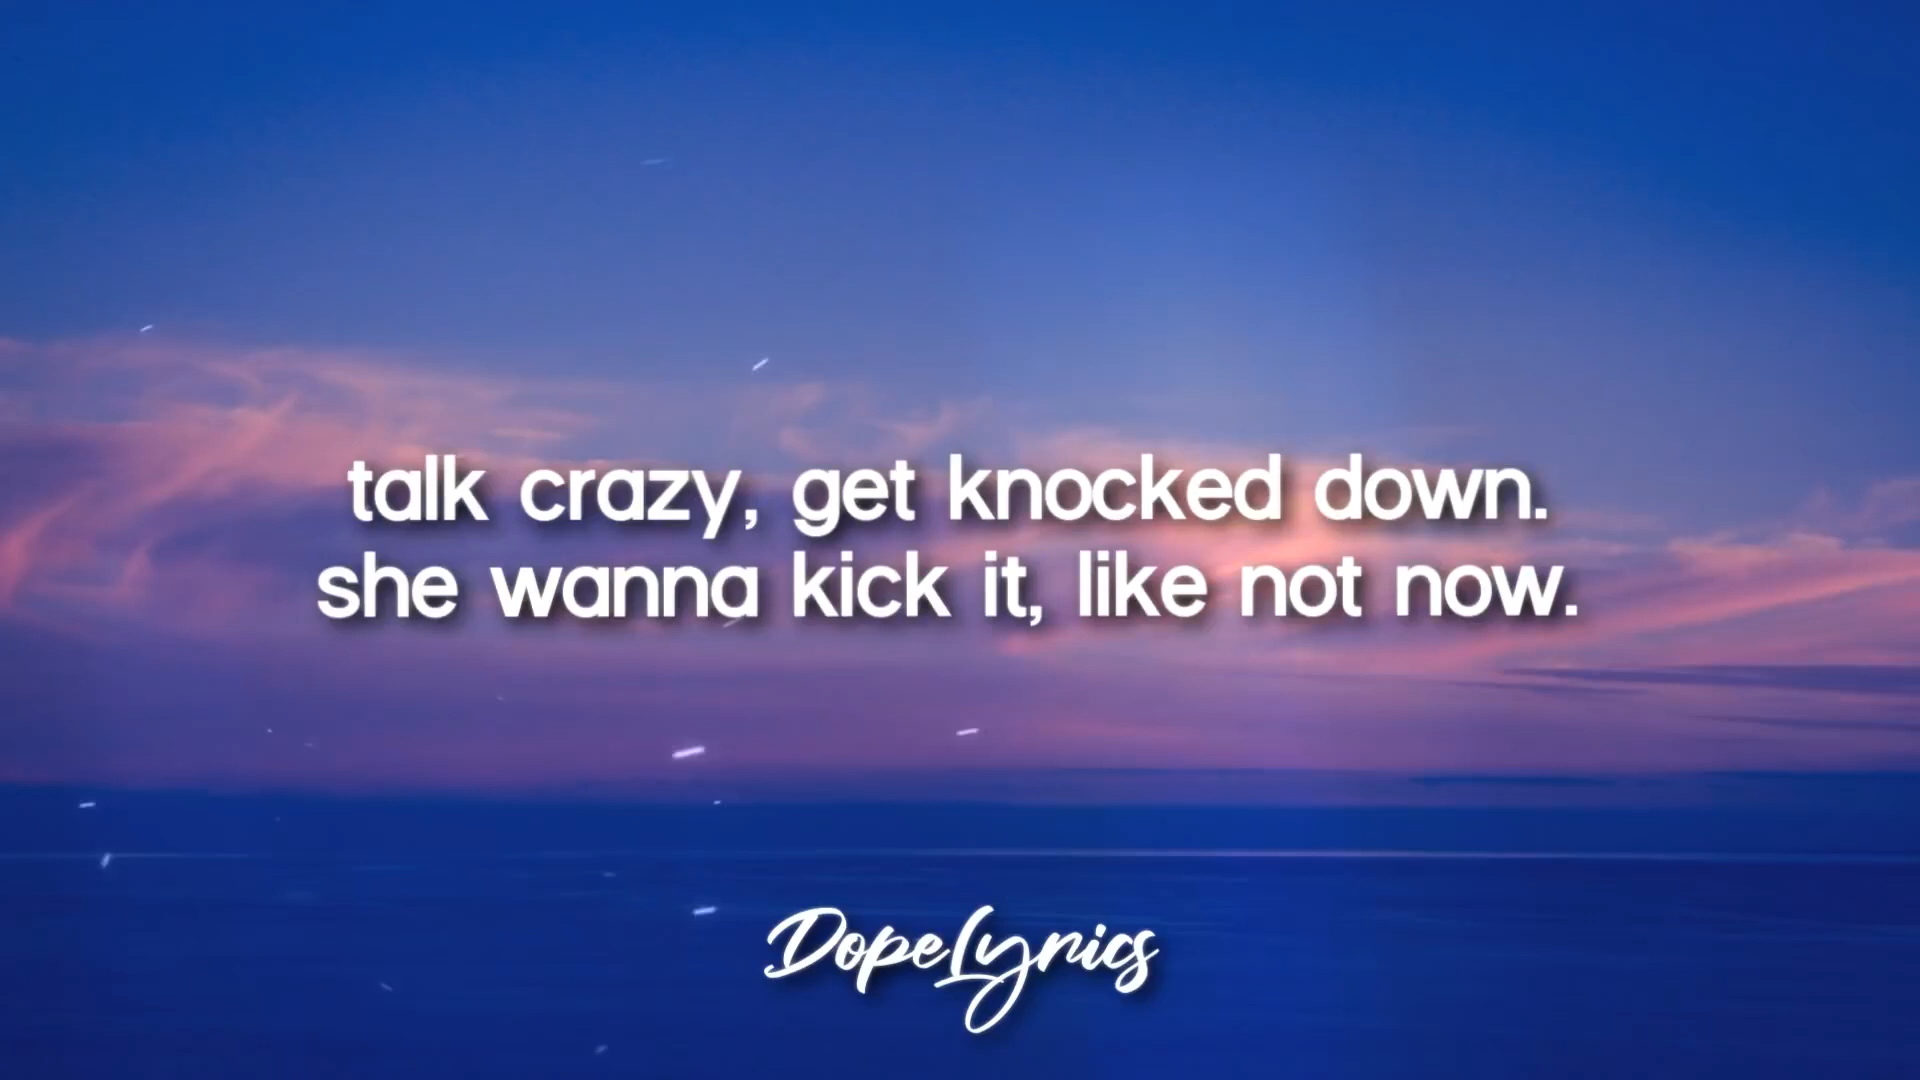 talk crazy, get knocked down.
she wanna kick it, like not now.
DopeLyrics